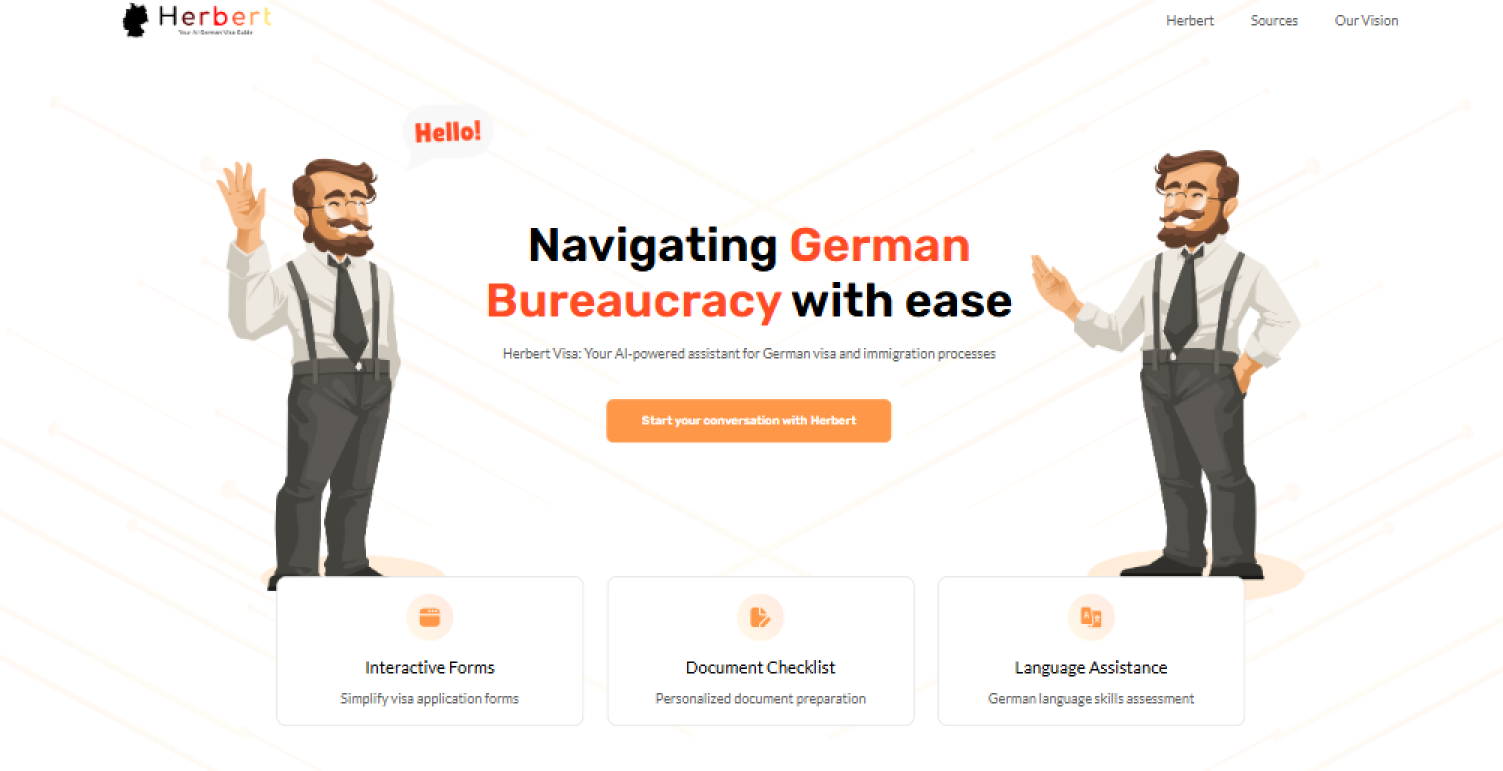 Herbert
Your AI German Visa Guide
Herbert Sources Our Vision
Hello!
Navigating German
Bureaucracy with ease
Herbert Visa: Your AI-powered assistant for German visa and immigration processes
Start your conversation with Herbert
Interactive Forms
Simplify visa application forms
Document Checklist
Personalized document preparation
Language Assistance
German language skills assessment